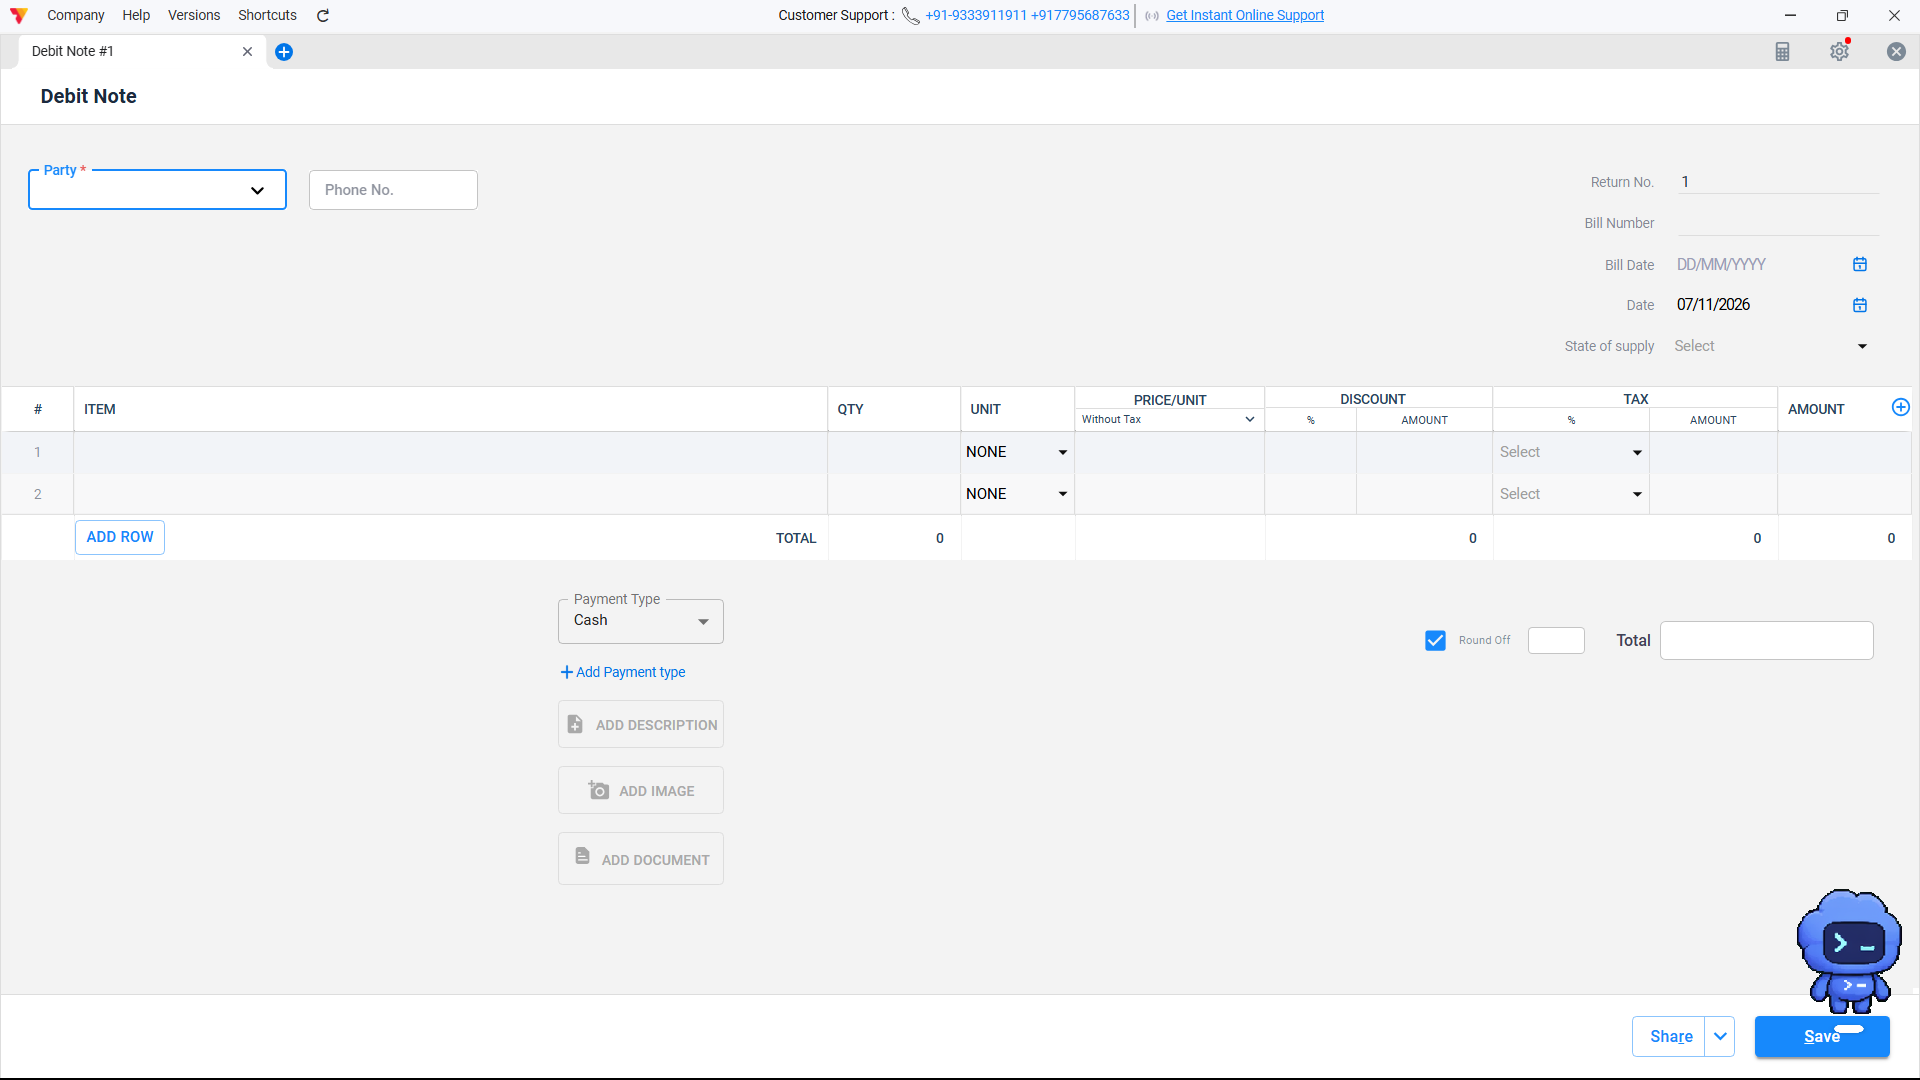 Company Help Versions Shortcuts
Customer Support : +91-9333911911 +917795687633 Get Instant Online Support
Debit Note #1
Debit Note
Party *
Phone No.
Return No. 1
Bill Number
Bill Date DD/MM/YYYY
Date 07/11/2026
State of supply Select
# ITEM QTY UNIT PRICE/UNIT DISCOUNT TAX AMOUNT
Without Tax % AMOUNT % AMOUNT
1 NONE Select
2 NONE Select
ADD ROW TOTAL 0 0 0 0
Payment Type
Cash
Round Off Total
Add Payment type
ADD DESCRIPTION
ADD IMAGE
ADD DOCUMENT
Share Save